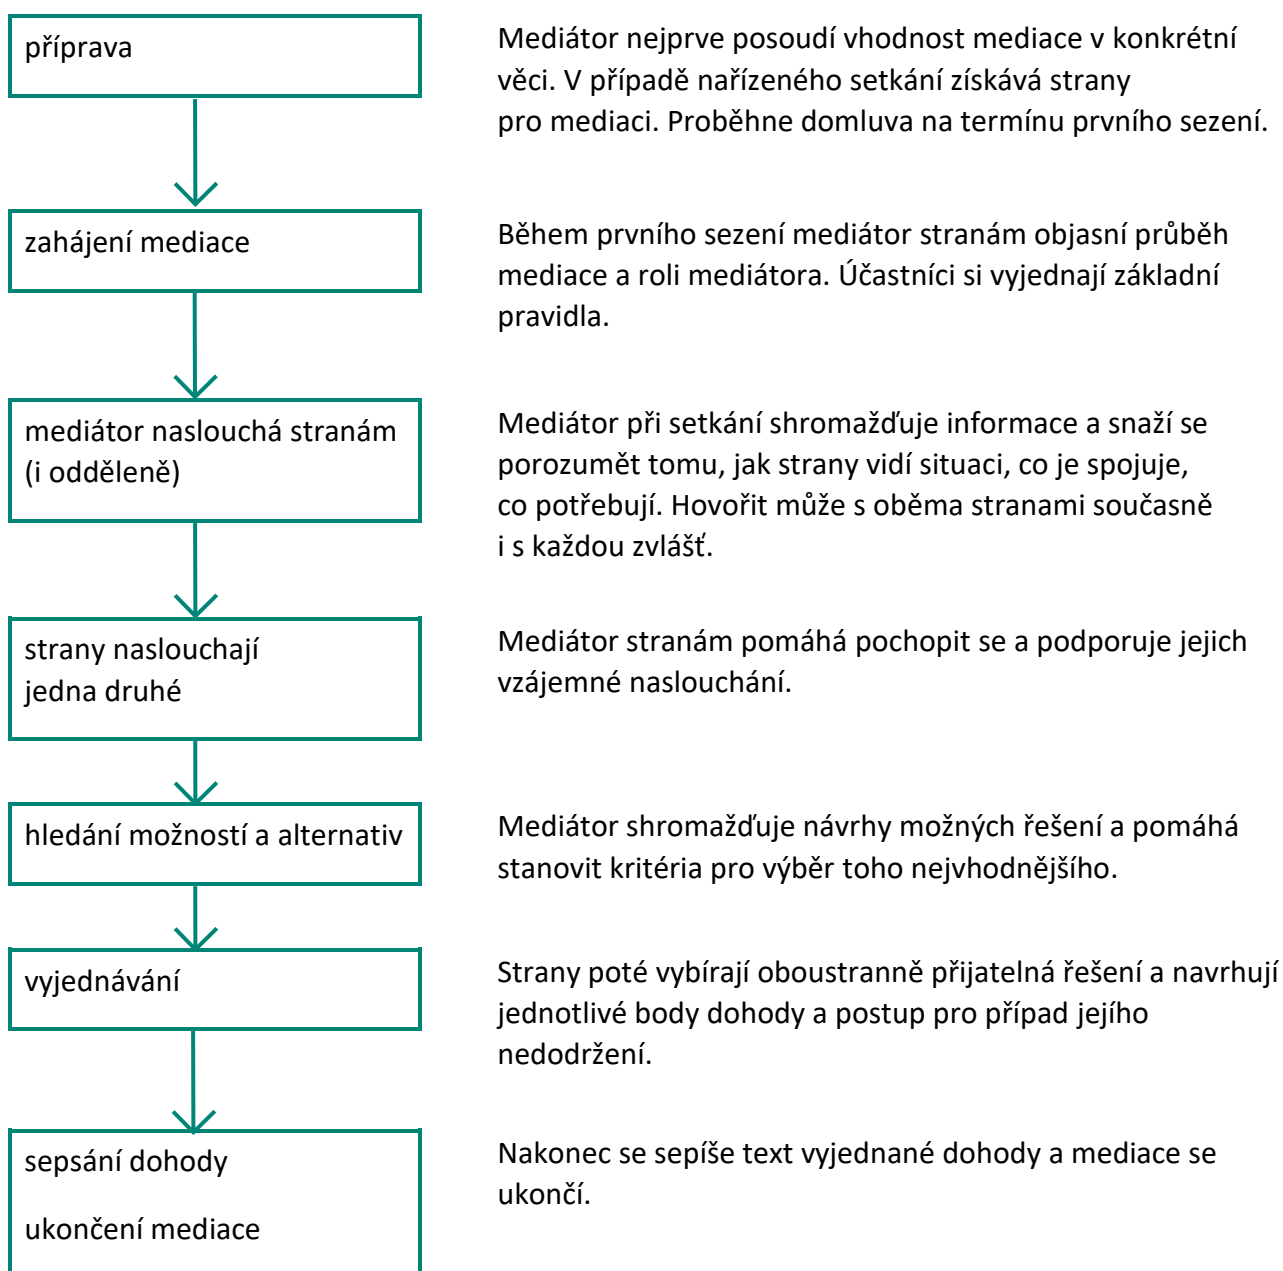 příprava
Mediátor nejprve posoudí vhodnost mediace v konkrétní
věci. V případě nařízeného setkání získává strany
pro mediaci. Proběhne domluva na termínu prvního sezení.
zahájení mediace
Během prvního sezení mediátor stranám objasní průběh
mediace a roli mediátora. Účastníci si vyjednají základní
pravidla.
mediátor naslouchá stranám
(i odděleně)
Mediátor při setkání shromažďuje informace a snaží se
porozumět tomu, jak strany vidí situaci, co je spojuje,
co potřebují. Hovořit může s oběma stranami současně
i s každou zvlášť.
strany naslouchají
jedna druhé
Mediátor stranám pomáhá pochopit se a podporuje jejich
vzájemné naslouchání.
hledání možností a alternativ
Mediátor shromažďuje návrhy možných řešení a pomáhá
stanovit kritéria pro výběr toho nejvhodnějšího.
vyjednávání
Strany poté vybírají oboustranně přijatelná řešení a navrhují
jednotlivé body dohody a postup pro případ jejího
nedodržení.
sepsání dohody
ukončení mediace
Nakonec se sepíše text vyjednané dohody a mediace se
ukončí.